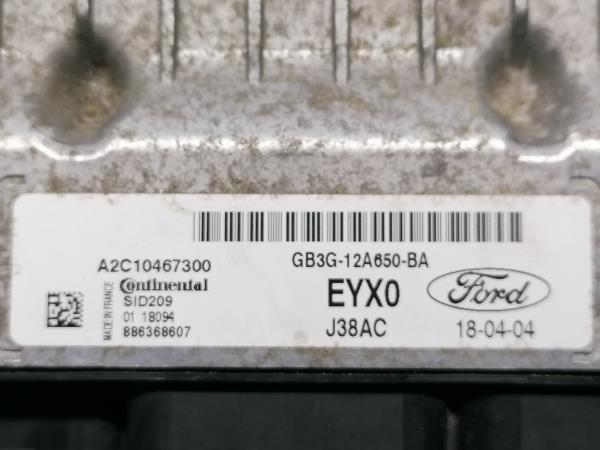 GB3G-12A650-BA
A2C10467300
Continental
SID209
01 18094
886368607
MADE IN FRANCE
EYX0
J38AC
Ford
18-04-04